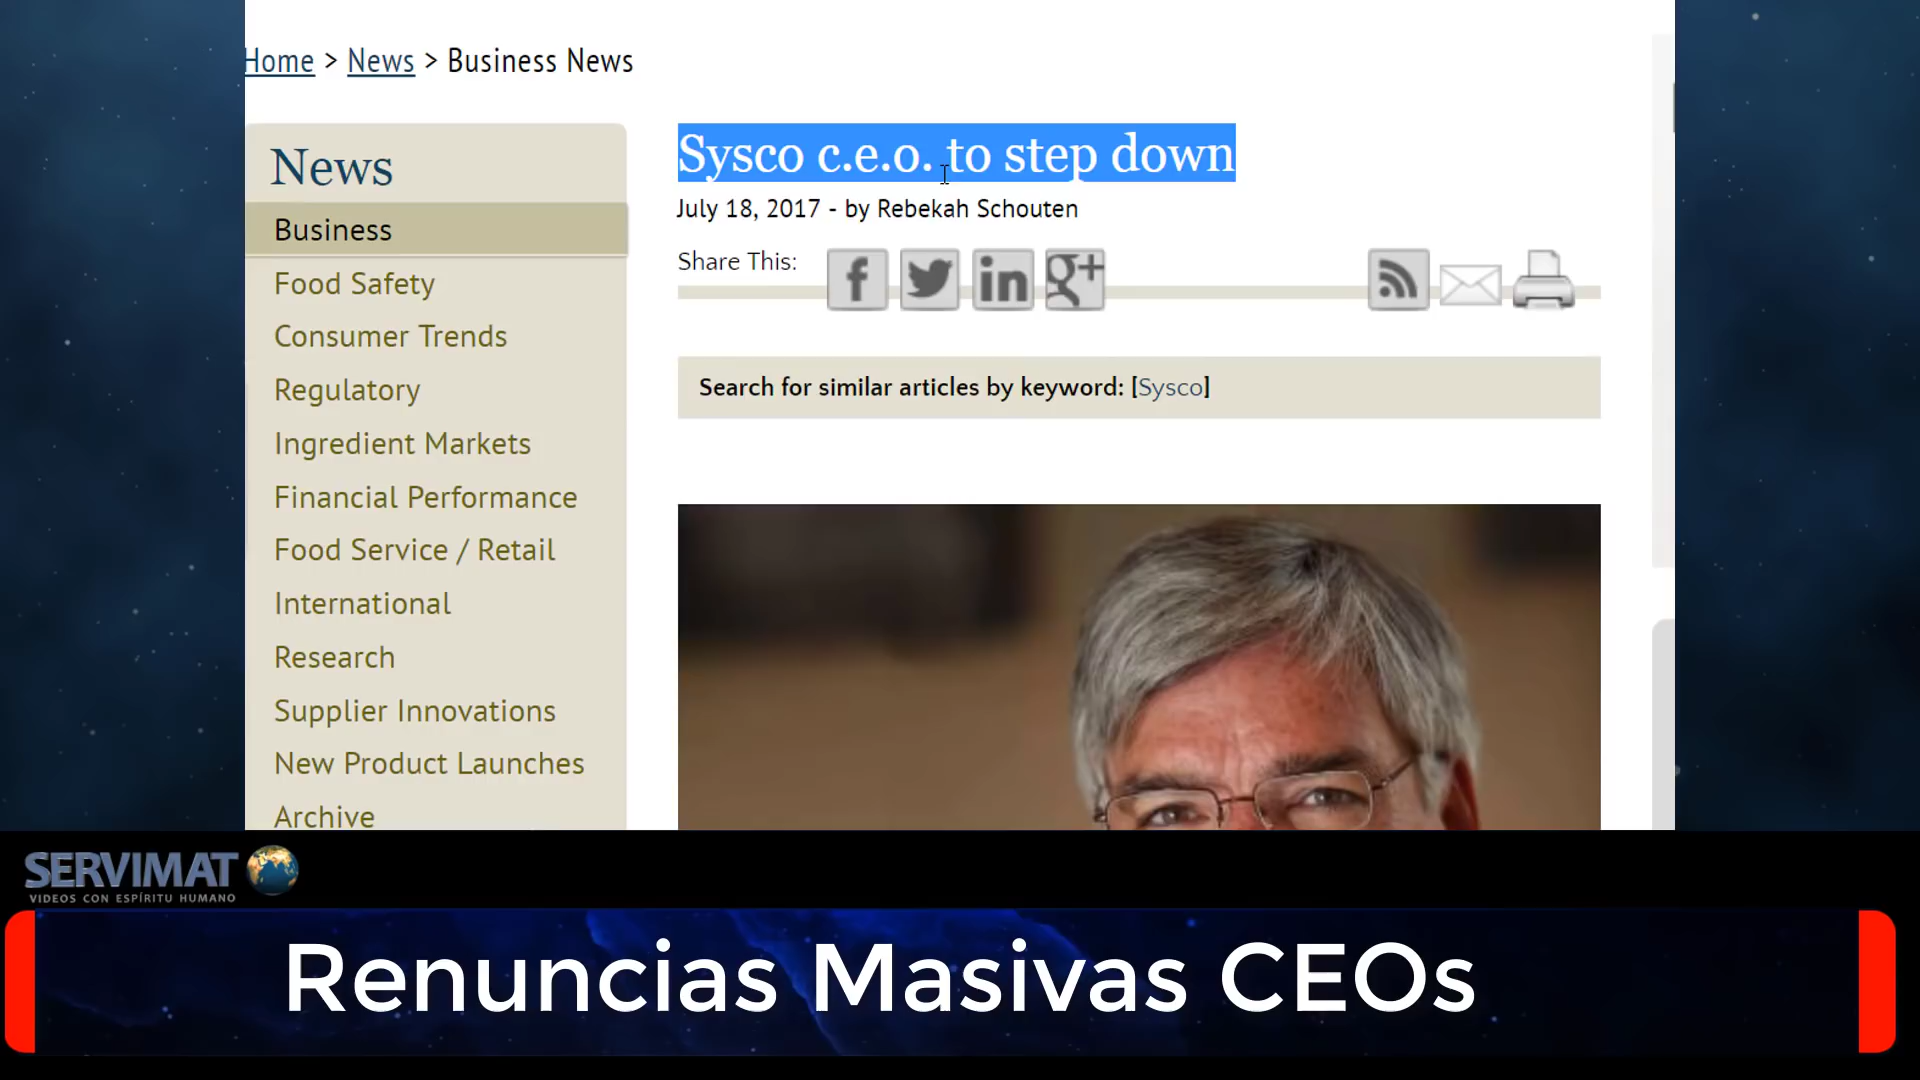 Home > News > Business News
News
Business
Food Safety
Consumer Trends
Regulatory
Ingredient Markets
Financial Performance
Food Service / Retail
International
Research
Supplier Innovations
New Product Launches
Archive
Sysco c.e.o. to step down
July 18, 2017 - by Rebekah Schouten
Share This:
Search for similar articles by keyword: [Sysco]
SERVIMAT
VIDEOS CON ESPÍRITU HUMANO
Renuncias Masivas CEOs